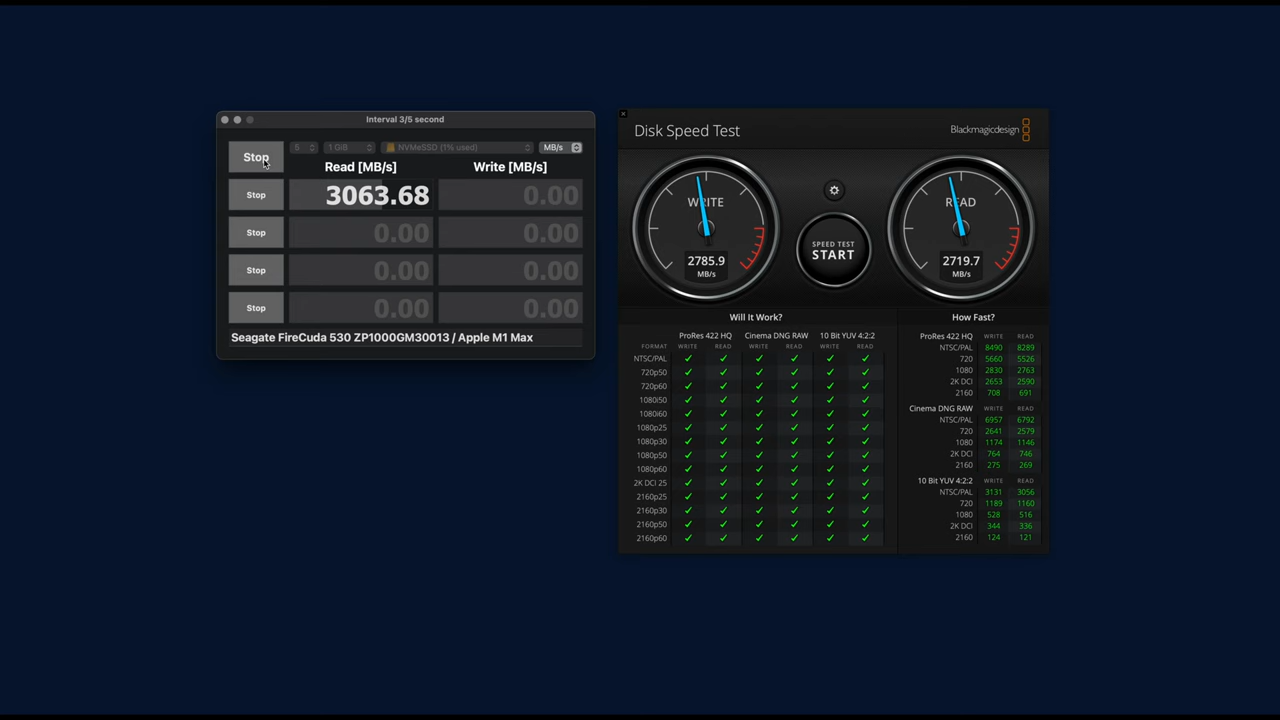 Interval 3/5 second
Stop
5
1 GiB
NVMeSSD (1% used)
MB/s
Read [MB/s]
Write [MB/s]
Stop
3063.68
0.00
Stop
0.00
0.00
Stop
0.00
0.00
Stop
0.00
0.00
Seagate FireCuda 530 ZP1000GM30013 / Apple M1 Max
Disk Speed Test
Blackmagicdesign
WRITE
2785.9
MB/s
SPEED TEST
START
READ
2719.7
MB/s
Will It Work?
ProRes 422 HQ Cinema DNG RAW 10 Bit YUV 4:2:2
FORMAT WRITE READ WRITE READ WRITE READ
NTSC/PAL ✓ ✓ ✓ ✓ ✓ ✓
720p50 ✓ ✓ ✓ ✓ ✓ ✓
720p60 ✓ ✓ ✓ ✓ ✓ ✓
1080i50 ✓ ✓ ✓ ✓ ✓ ✓
1080i60 ✓ ✓ ✓ ✓ ✓ ✓
1080p25 ✓ ✓ ✓ ✓ ✓ ✓
1080p30 ✓ ✓ ✓ ✓ ✓ ✓
1080p50 ✓ ✓ ✓ ✓ ✓ ✓
1080p60 ✓ ✓ ✓ ✓ ✓ ✓
2K DCI 25 ✓ ✓ ✓ ✓ ✓ ✓
2160p25 ✓ ✓ ✓ ✓ ✓ ✓
2160p30 ✓ ✓ ✓ ✓ ✓ ✓
2160p50 ✓ ✓ ✓ ✓ ✓ ✓
2160p60 ✓ ✓ ✓ ✓ ✓ ✓
How Fast?
ProRes 422 HQ WRITE READ
NTSC/PAL 8490 8289
720 5660 5526
1080 2830 2763
2K DCI 2653 2590
2160 708 691
Cinema DNG RAW WRITE READ
NTSC/PAL 6957 6792
720 2641 2579
1080 1174 1146
2K DCI 764 746
2160 275 269
10 Bit YUV 4:2:2 WRITE READ
NTSC/PAL 3131 3056
720 1189 1160
1080 528 516
2K DCI 344 336
2160 124 121